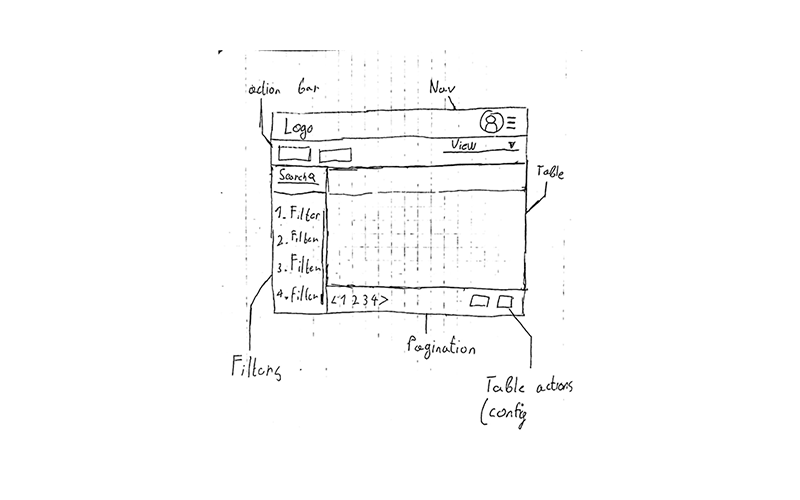 action bar
Nav
Logo
View
Search
Table
1. Filter
2. Filter
3. Filter
4. Filter
< 1 2 3 4 >
Pagination
Filters
Table actions
(config